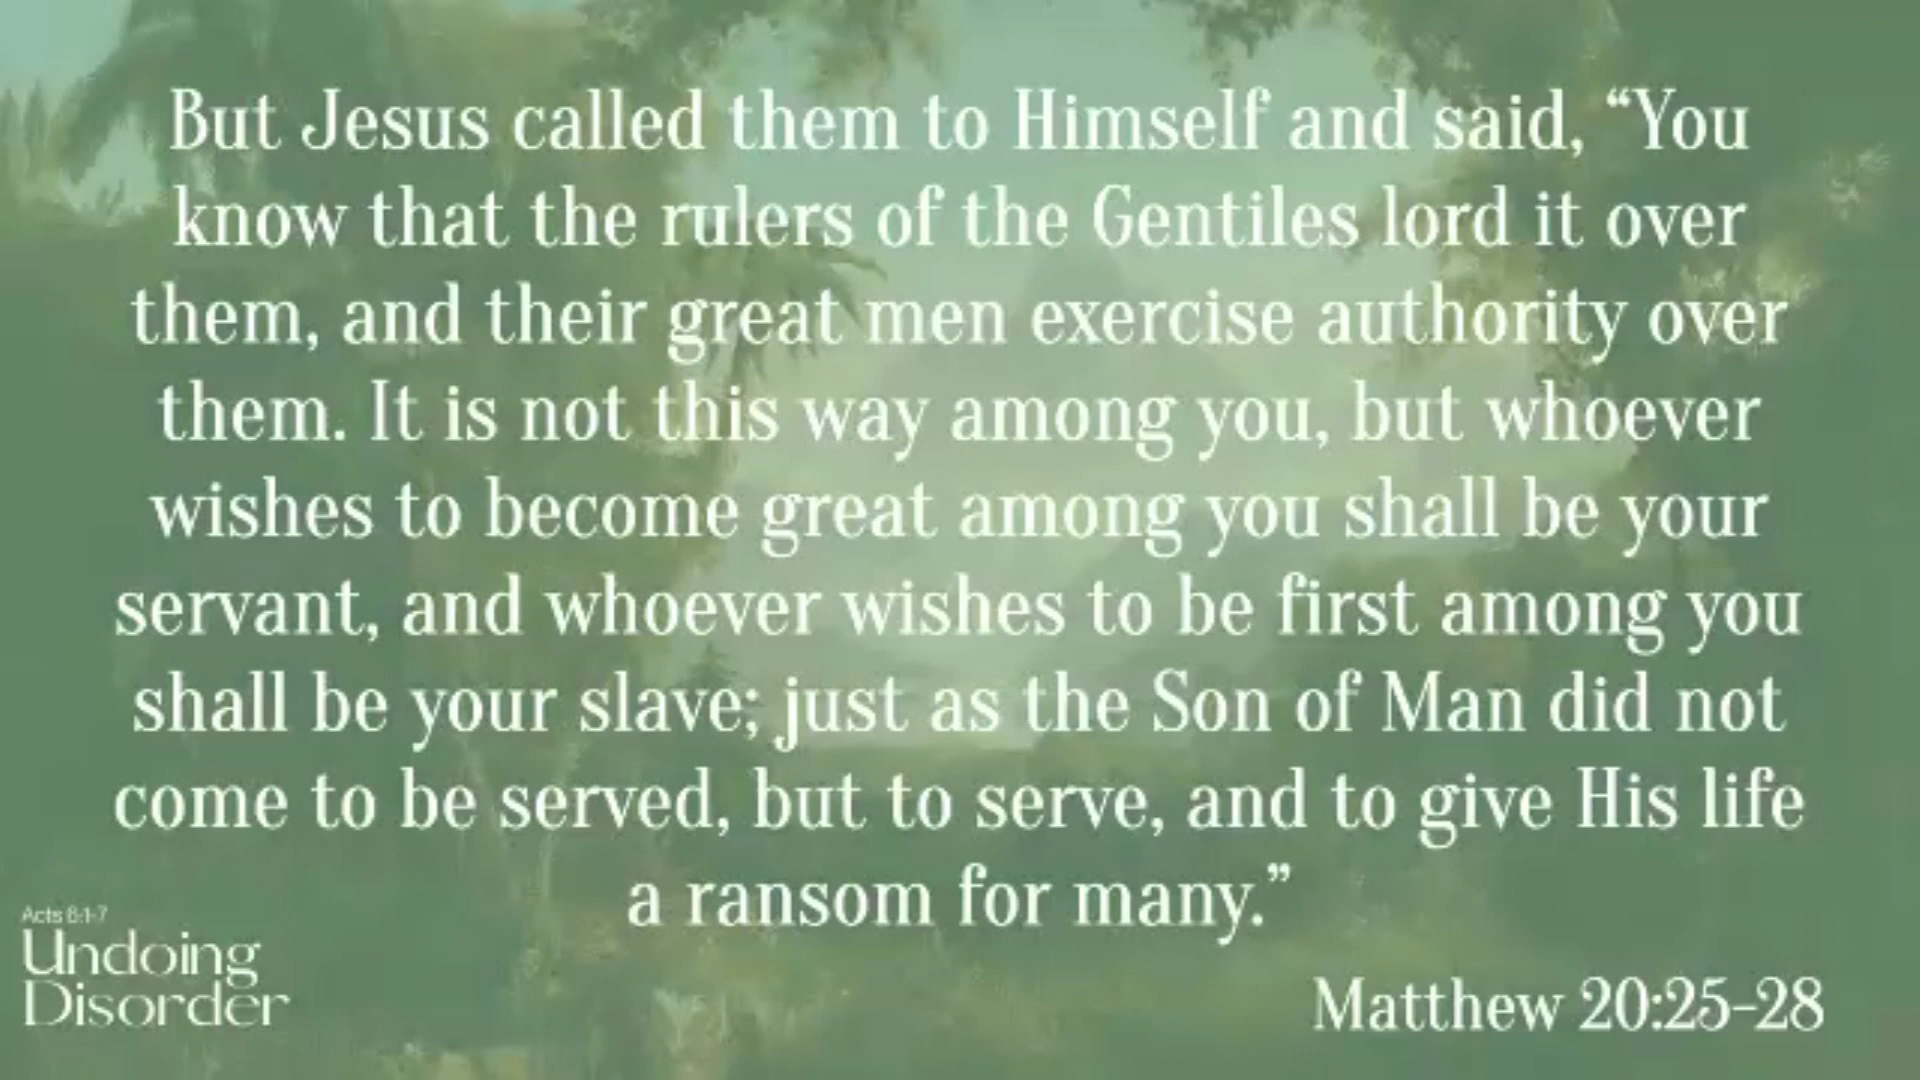 But Jesus called them to Himself and said, “You
know that the rulers of the Gentiles lord it over
them, and their great men exercise authority over
them. It is not this way among you, but whoever
wishes to become great among you shall be your
servant, and whoever wishes to be first among you
shall be your slave; just as the Son of Man did not
come to be served, but to serve, and to give His life
a ransom for many.”
Matthew 20:25-28
Acts 6:1-7
Undoing
Disorder